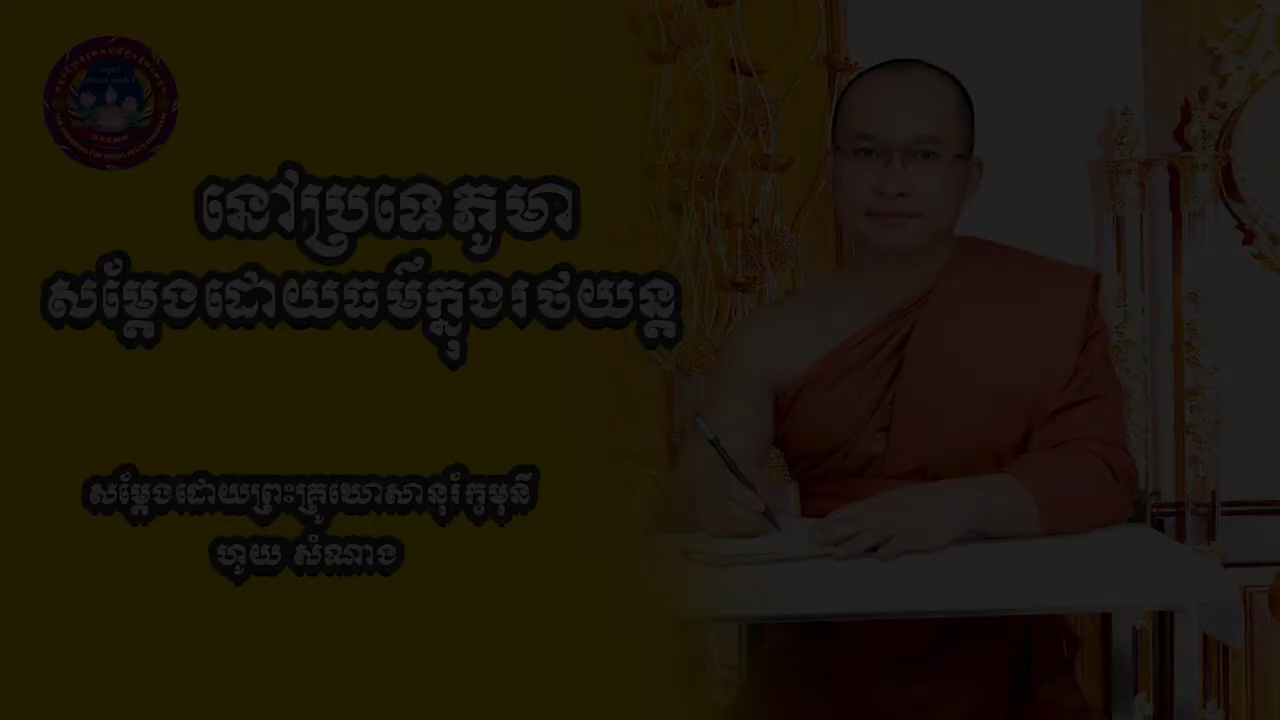 នៅប្រទេភូមា
សម្ដែងដោយធម៌ក្នុងរថយន្ត
សម្ដែងដោយព្រះគ្រូឃោសានុរ័ក្ខមុនី
ហូយ សំណាង